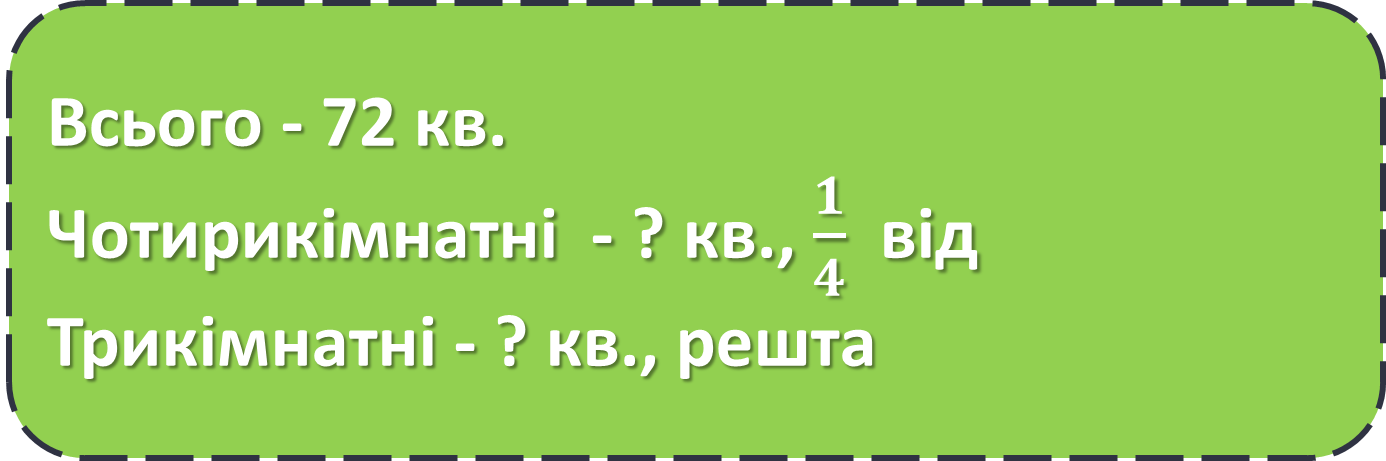 Всього - 72 кв.
Чотирикімнатні - ? кв., 1/4 від
Трикімнатні - ? кв., решта